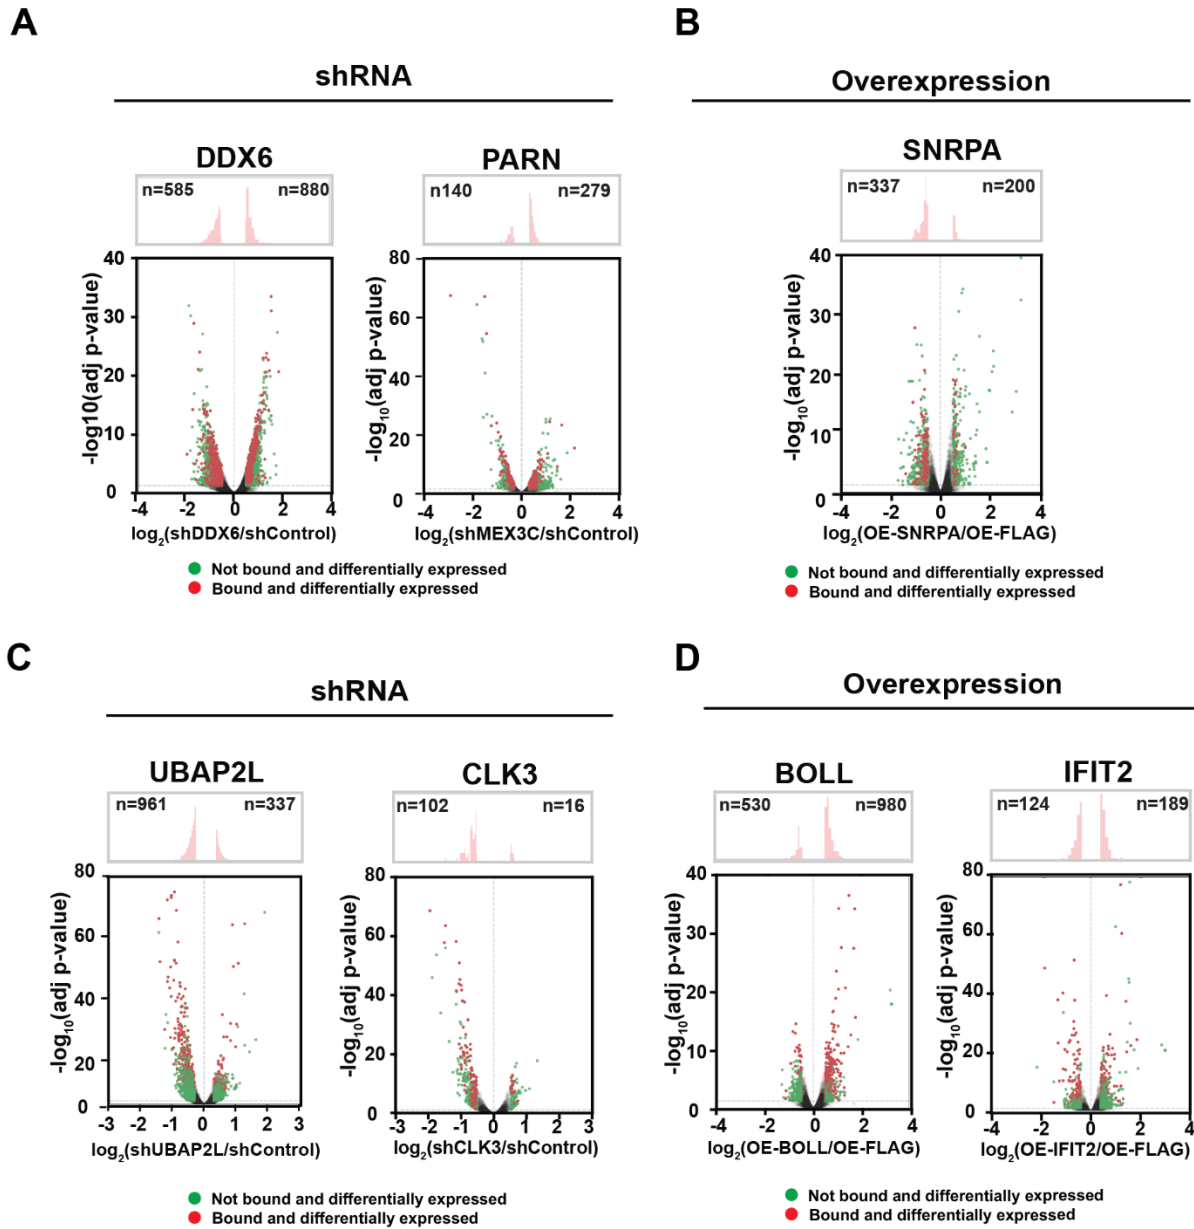 A
shRNA
DDX6
n=585 n=880
-log10(adj p-value)
40
30
20
10
0
-4 -2 0 2 4
log2(shDDX6/shControl)
PARN
n140 n=279
-log10(adj p-value)
80
60
40
20
0
-4 -2 0 2 4
log2(shMEX3C/shControl)
Not bound and differentially expressed
Bound and differentially expressed
B
Overexpression
SNRPA
n=337 n=200
-log10(adj p-value)
40
30
20
10
0
-4 -2 0 2 4
log2(OE-SNRPA/OE-FLAG)
Not bound and differentially expressed
Bound and differentially expressed
C
shRNA
UBAP2L
n=961 n=337
-log10(adj p-value)
80
60
40
20
0
-3 -2 -1 0 1 2 3
log2(shUBAP2L/shControl)
CLK3
n=102 n=16
-log10(adj p-value)
80
60
40
20
0
-3 -2 -1 0 1 2 3
log2(shCLK3/shControl)
Not bound and differentially expressed
Bound and differentially expressed
D
Overexpression
BOLL
n=530 n=980
-log10(adj p-value)
40
30
20
10
0
-4 -2 0 2 4
log2(OE-BOLL/OE-FLAG)
IFIT2
n=124 n=189
-log10(adj p-value)
80
60
40
20
0
-4 -2 0 2 4
log2(OE-IFIT2/OE-FLAG)
Not bound and differentially expressed
Bound and differentially expressed